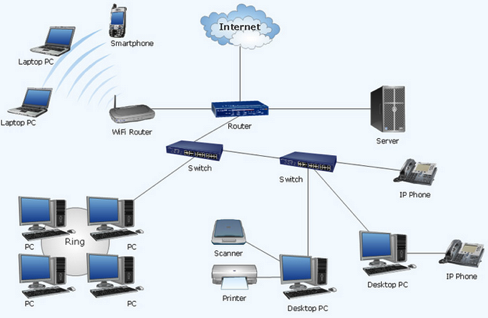 Internet
Smartphone
Laptop PC
Laptop PC
WiFi Router
Router
Server
Switch
Switch
IP Phone
PC
PC
Ring
Scanner
PC
PC
Printer
Desktop PC
Desktop PC
IP Phone